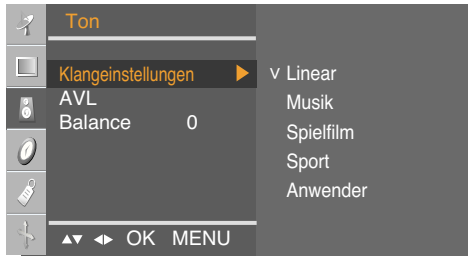 Ton
Klangeinstellungen ▶
AVL
Balance 0
V Linear
Musik
Spielfilm
Sport
Anwender
▲▼ ◀▶ OK MENU